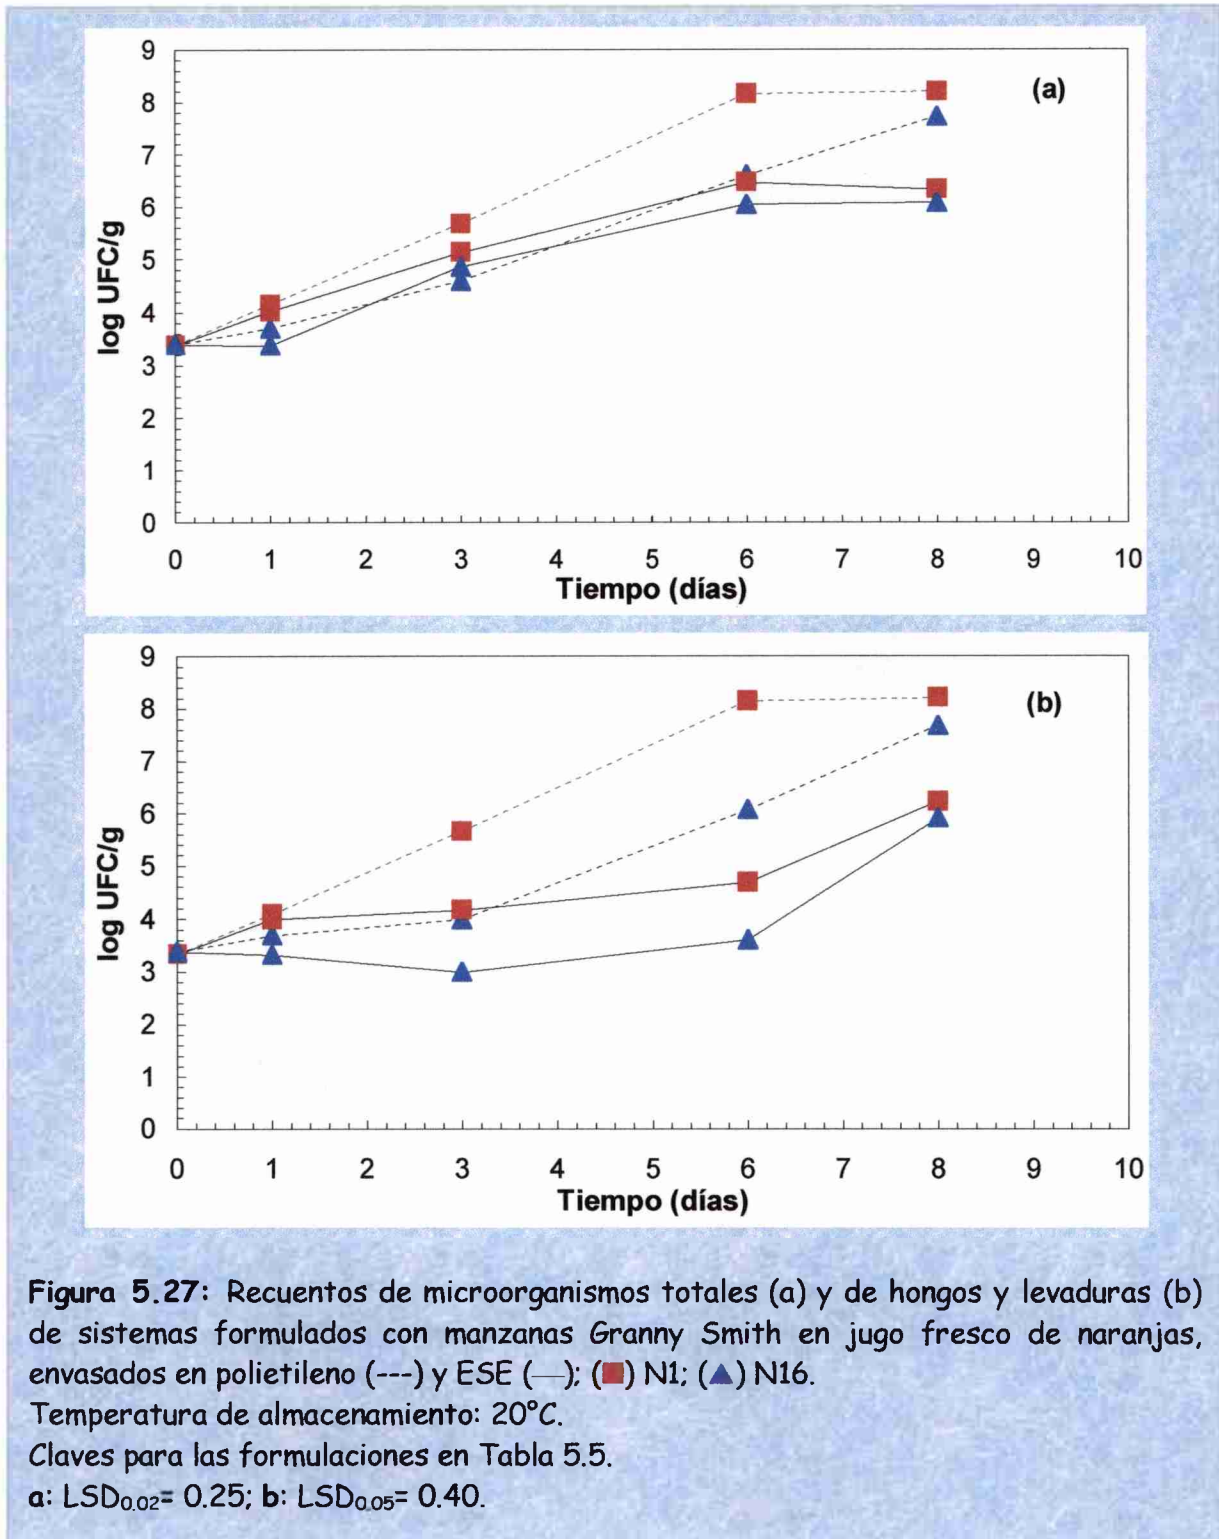 9
8
7
6
5
4
3
2
1
0
log UFC/g
(a)
0 1 2 3 4 5 6 7 8 9 10
Tiempo (días)
9
8
7
6
5
4
3
2
1
0
log UFC/g
(b)
0 1 2 3 4 5 6 7 8 9 10
Tiempo (días)
Figura 5.27: Recuentos de microorganismos totales (a) y de hongos y levaduras (b)
de sistemas formulados con manzanas Granny Smith en jugo fresco de naranjas,
envasados en polietileno (---) y ESE (—); (■) N1; (▲) N16.
Temperatura de almacenamiento: 20°C.
Claves para las formulaciones en Tabla 5.5.
a: LSD0.02= 0.25; b: LSD0.05= 0.40.